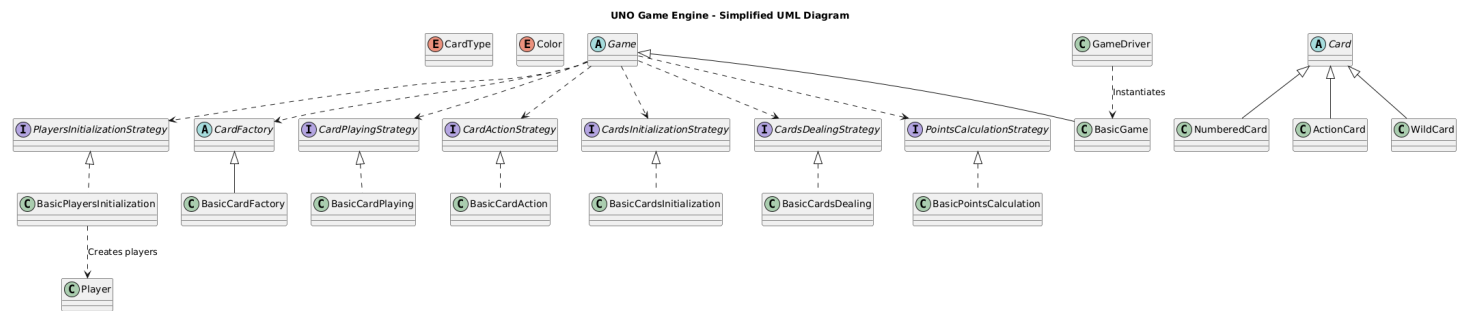 UNO Game Engine - Simplified UML Diagram
E CardType
E Color
A Game
C GameDriver
A Card
Instantiates
I PlayersInitializationStrategy
A CardFactory
I CardPlayingStrategy
I CardActionStrategy
I CardsInitializationStrategy
I CardsDealingStrategy
I PointsCalculationStrategy
C BasicGame
C NumberedCard
C ActionCard
C WildCard
C BasicPlayersInitialization
C BasicCardFactory
C BasicCardPlaying
C BasicCardAction
C BasicCardsInitialization
C BasicCardsDealing
C BasicPointsCalculation
Creates players
C Player